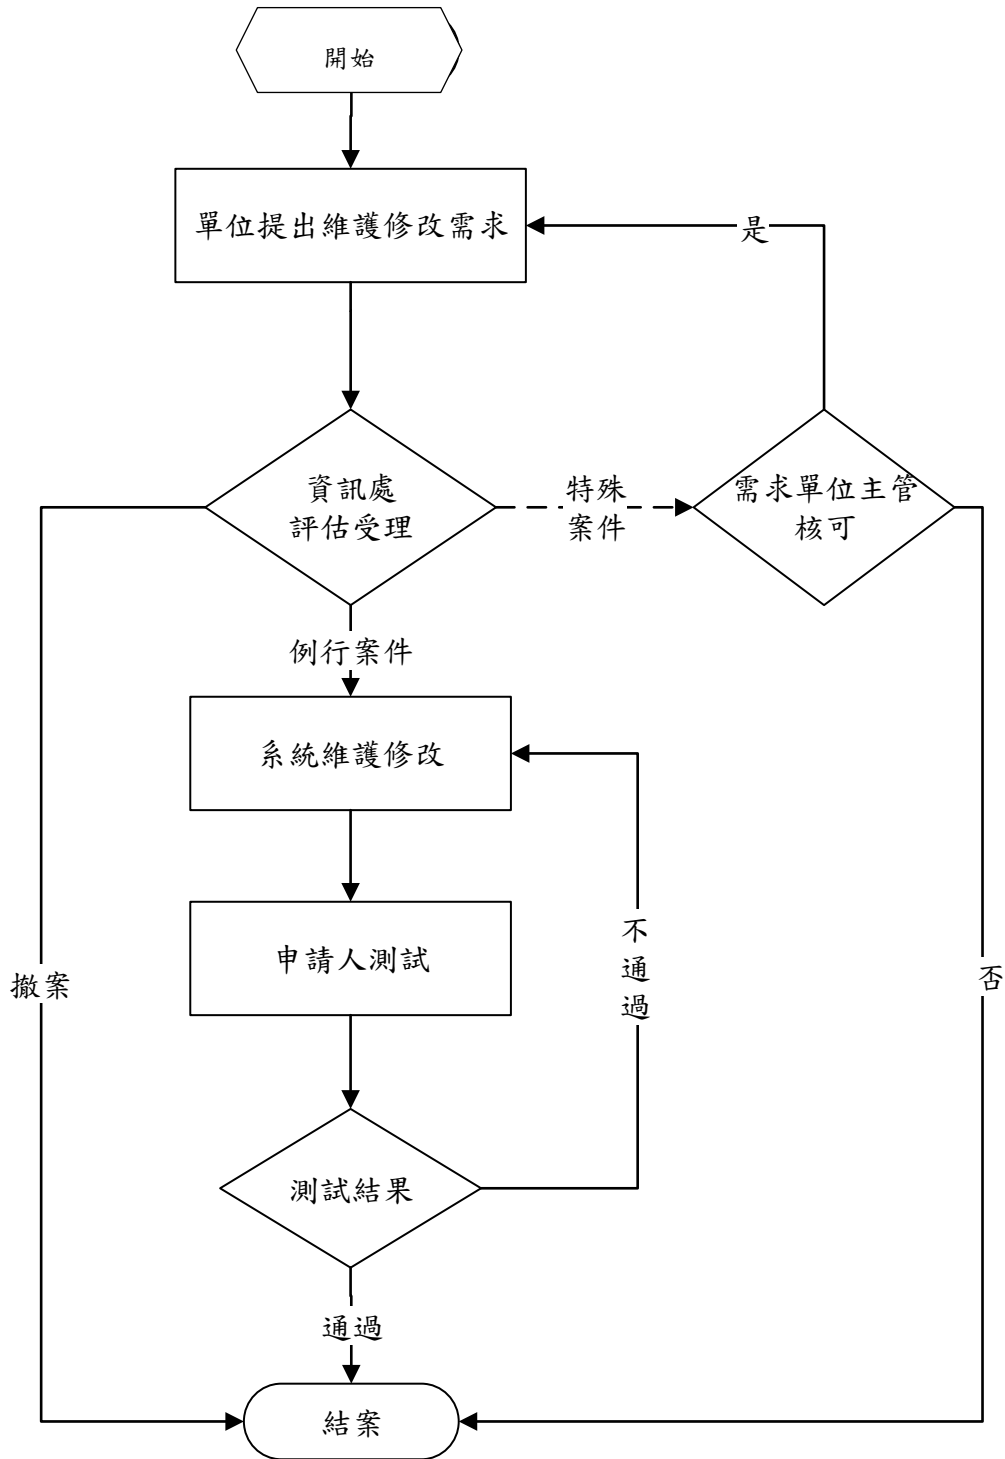 開始
單位提出維護修改需求
是
資訊處
評估受理
特殊
案件
需求單位主管
核可
例行案件
系統維護修改
不
通
過
申請人測試
撤案
否
測試結果
通過
結案